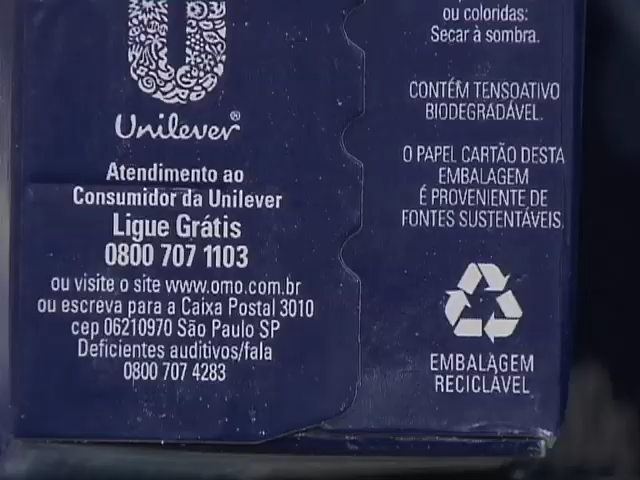 Unilever®
Atendimento ao
Consumidor da Unilever
Ligue Grátis
0800 707 1103
ou visite o site www.omo.com.br
ou escreva para a Caixa Postal 3010
cep 06210970 São Paulo SP
Deficientes auditivos/fala
0800 707 4283
ou coloridas:
Secar à sombra.
CONTÉM TENSOATIVO
BIODEGRADÁVEL.
O PAPEL CARTÃO DESTA
EMBALAGEM
É PROVENIENTE DE
FONTES SUSTENTÁVEIS.
EMBALAGEM
RECICLÁVEL